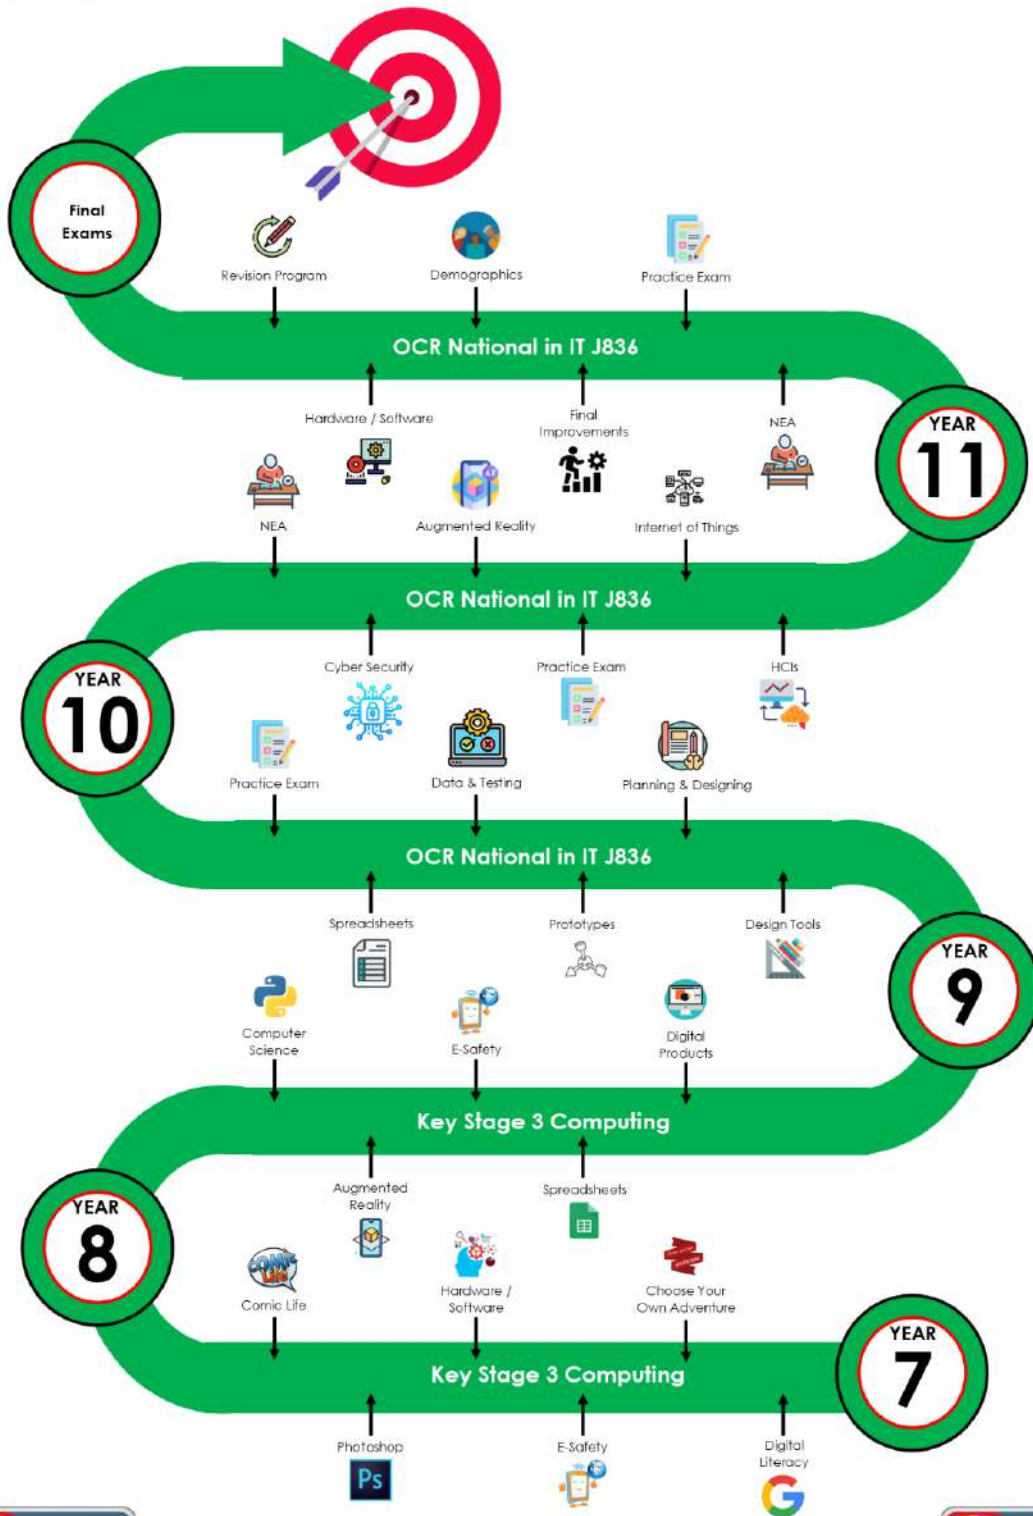 Final
Exams
Revision Program
Demographics
Practice Exam
OCR National in IT J836
Hardware / Software
Final
Improvements
NEA
YEAR
11
NEA
Augmented Reality
Internet of Things
OCR National in IT J836
Cyber Security
Practice Exam
HCIs
YEAR
10
Practice Exam
Data & Testing
Planning & Designing
OCR National in IT J836
Spreadsheets
Prototypes
Design Tools
YEAR
9
Computer
Science
E-Safety
Digital
Products
Key Stage 3 Computing
Augmented
Reality
Spreadsheets
YEAR
8
COMIC
Life
Comic Life
Hardware /
Software
Choose Your
Own Adventure
Key Stage 3 Computing
YEAR
7
Photoshop
Ps
E-Safety
Digital
Literacy
G